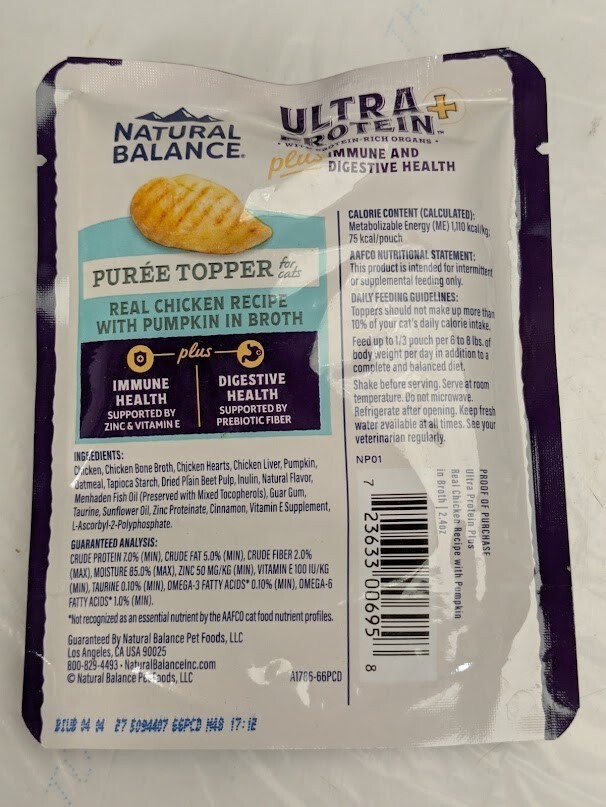 NATURAL
BALANCE®
ULTRA
PROTEIN+™
• WITH PROTEIN-RICH ORGANS •
plus IMMUNE AND
DIGESTIVE HEALTH
PURÉE TOPPER for cats
REAL CHICKEN RECIPE
WITH PUMPKIN IN BROTH
plus
IMMUNE
HEALTH
SUPPORTED BY
ZINC & VITAMIN E
DIGESTIVE
HEALTH
SUPPORTED BY
PREBIOTIC FIBER
INGREDIENTS:
Chicken, Chicken Bone Broth, Chicken Hearts, Chicken Liver, Pumpkin,
Oatmeal, Tapioca Starch, Dried Plain Beet Pulp, Inulin, Natural Flavor,
Menhaden Fish Oil (Preserved with Mixed Tocopherols), Guar Gum,
Taurine, Sunflower Oil, Zinc Proteinate, Cinnamon, Vitamin E Supplement,
L-Ascorbyl-2-Polyphosphate.
GUARANTEED ANALYSIS:
CRUDE PROTEIN 7.0% (MIN), CRUDE FAT 5.0% (MIN), CRUDE FIBER 2.0%
(MAX), MOISTURE 85.0% (MAX), ZINC 50 MG/KG (MIN), VITAMIN E 100 IU/KG
(MIN), TAURINE 0.10% (MIN), OMEGA-3 FATTY ACIDS* 0.10% (MIN), OMEGA-6
FATTY ACIDS* 1.0% (MIN).
*Not recognized as an essential nutrient by the AAFCO cat food nutrient profiles.
Guaranteed By Natural Balance Pet Foods, LLC
Los Angeles, CA USA 90025
800-829-4493 • NaturalBalanceInc.com
© Natural Balance Pet Foods, LLC
A1786-66PCD
CALORIE CONTENT (CALCULATED):
Metabolizable Energy (ME) 1,110 kcal/kg;
75 kcal/pouch
AAFCO NUTRITIONAL STATEMENT:
This product is intended for intermittent
or supplemental feeding only.
DAILY FEEDING GUIDELINES:
Toppers should not make up more than
10% of your cat's daily calorie intake.
Feed up to 1/3 pouch per 6 to 8 lbs. of
body weight per day in addition to a
complete and balanced diet.
Shake before serving. Serve at room
temperature. Do not microwave.
Refrigerate after opening. Keep fresh
water available at all times. See your
veterinarian regularly.
NP01
PROOF OF PURCHASE
Ultra Protein Plus
Real Chicken Recipe with Pumpkin
in Broth | 2.4oz
7 23633 00695 8
04 04 27 5094407 66PCD 17:12